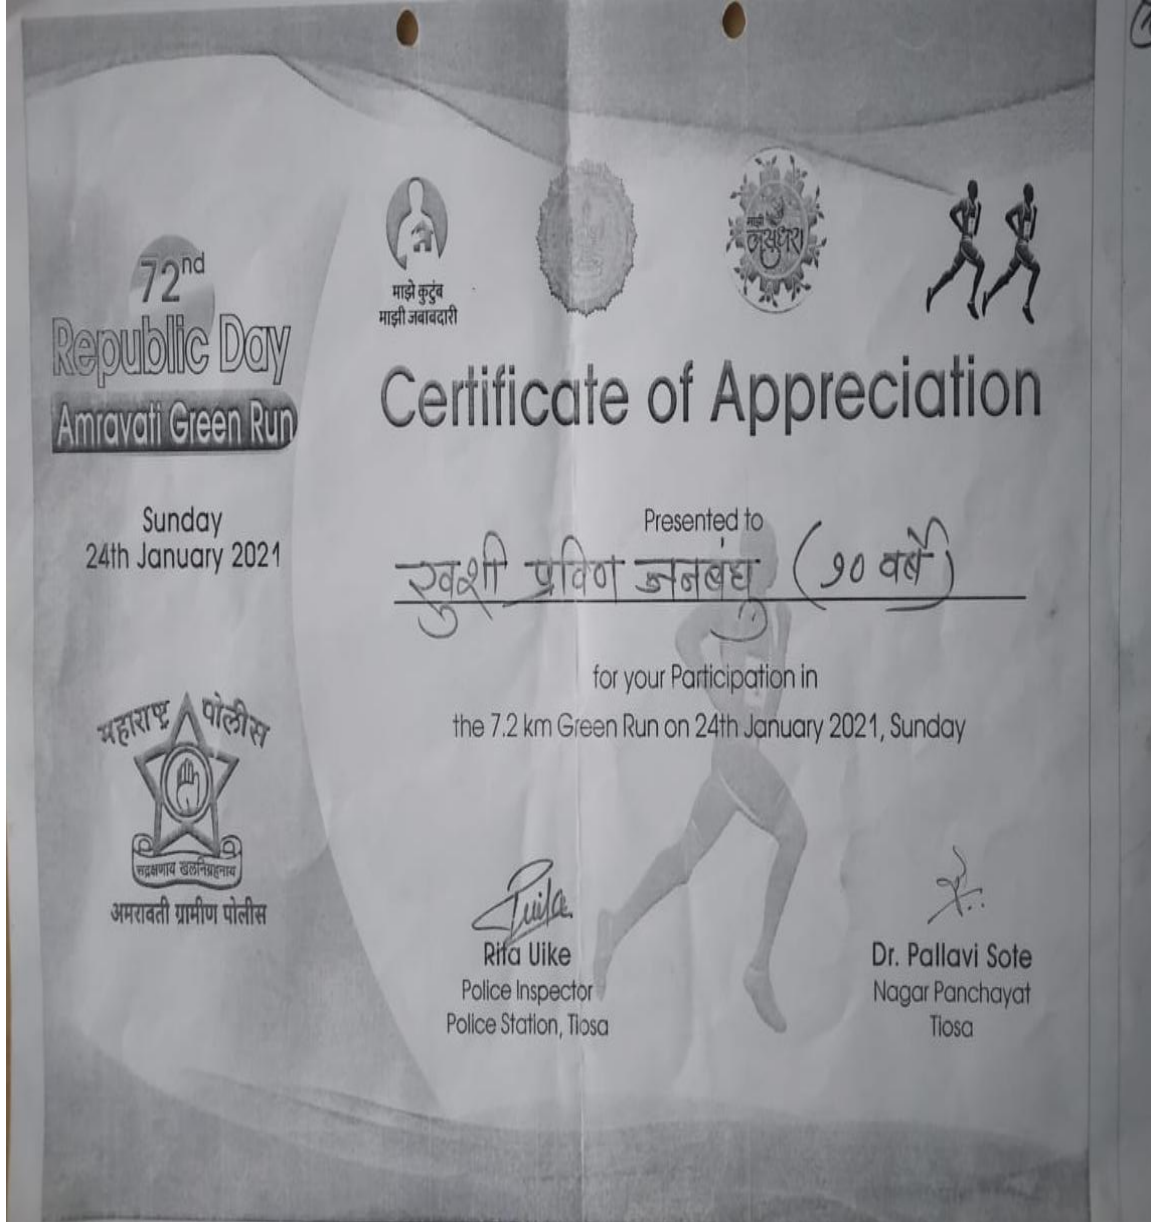 72nd
Republic Day
Amravati Green Run
Sunday
24th January 2021
महाराष्ट्र पोलीस
सद्रक्षणाय खलनिग्रहणाय
अमरावती ग्रामीण पोलीस
माझे कुटुंब
माझी जबाबदारी
माझी
वसुंधरा
Certificate of Appreciation
Presented to
खुशी प्रविण जनबंधु (१० वर्षे)
for your Participation in
the 7.2 km Green Run on 24th January 2021, Sunday
Rita Uike
Police Inspector
Police Station, Tiosa
Dr. Pallavi Sote
Nagar Panchayat
Tiosa